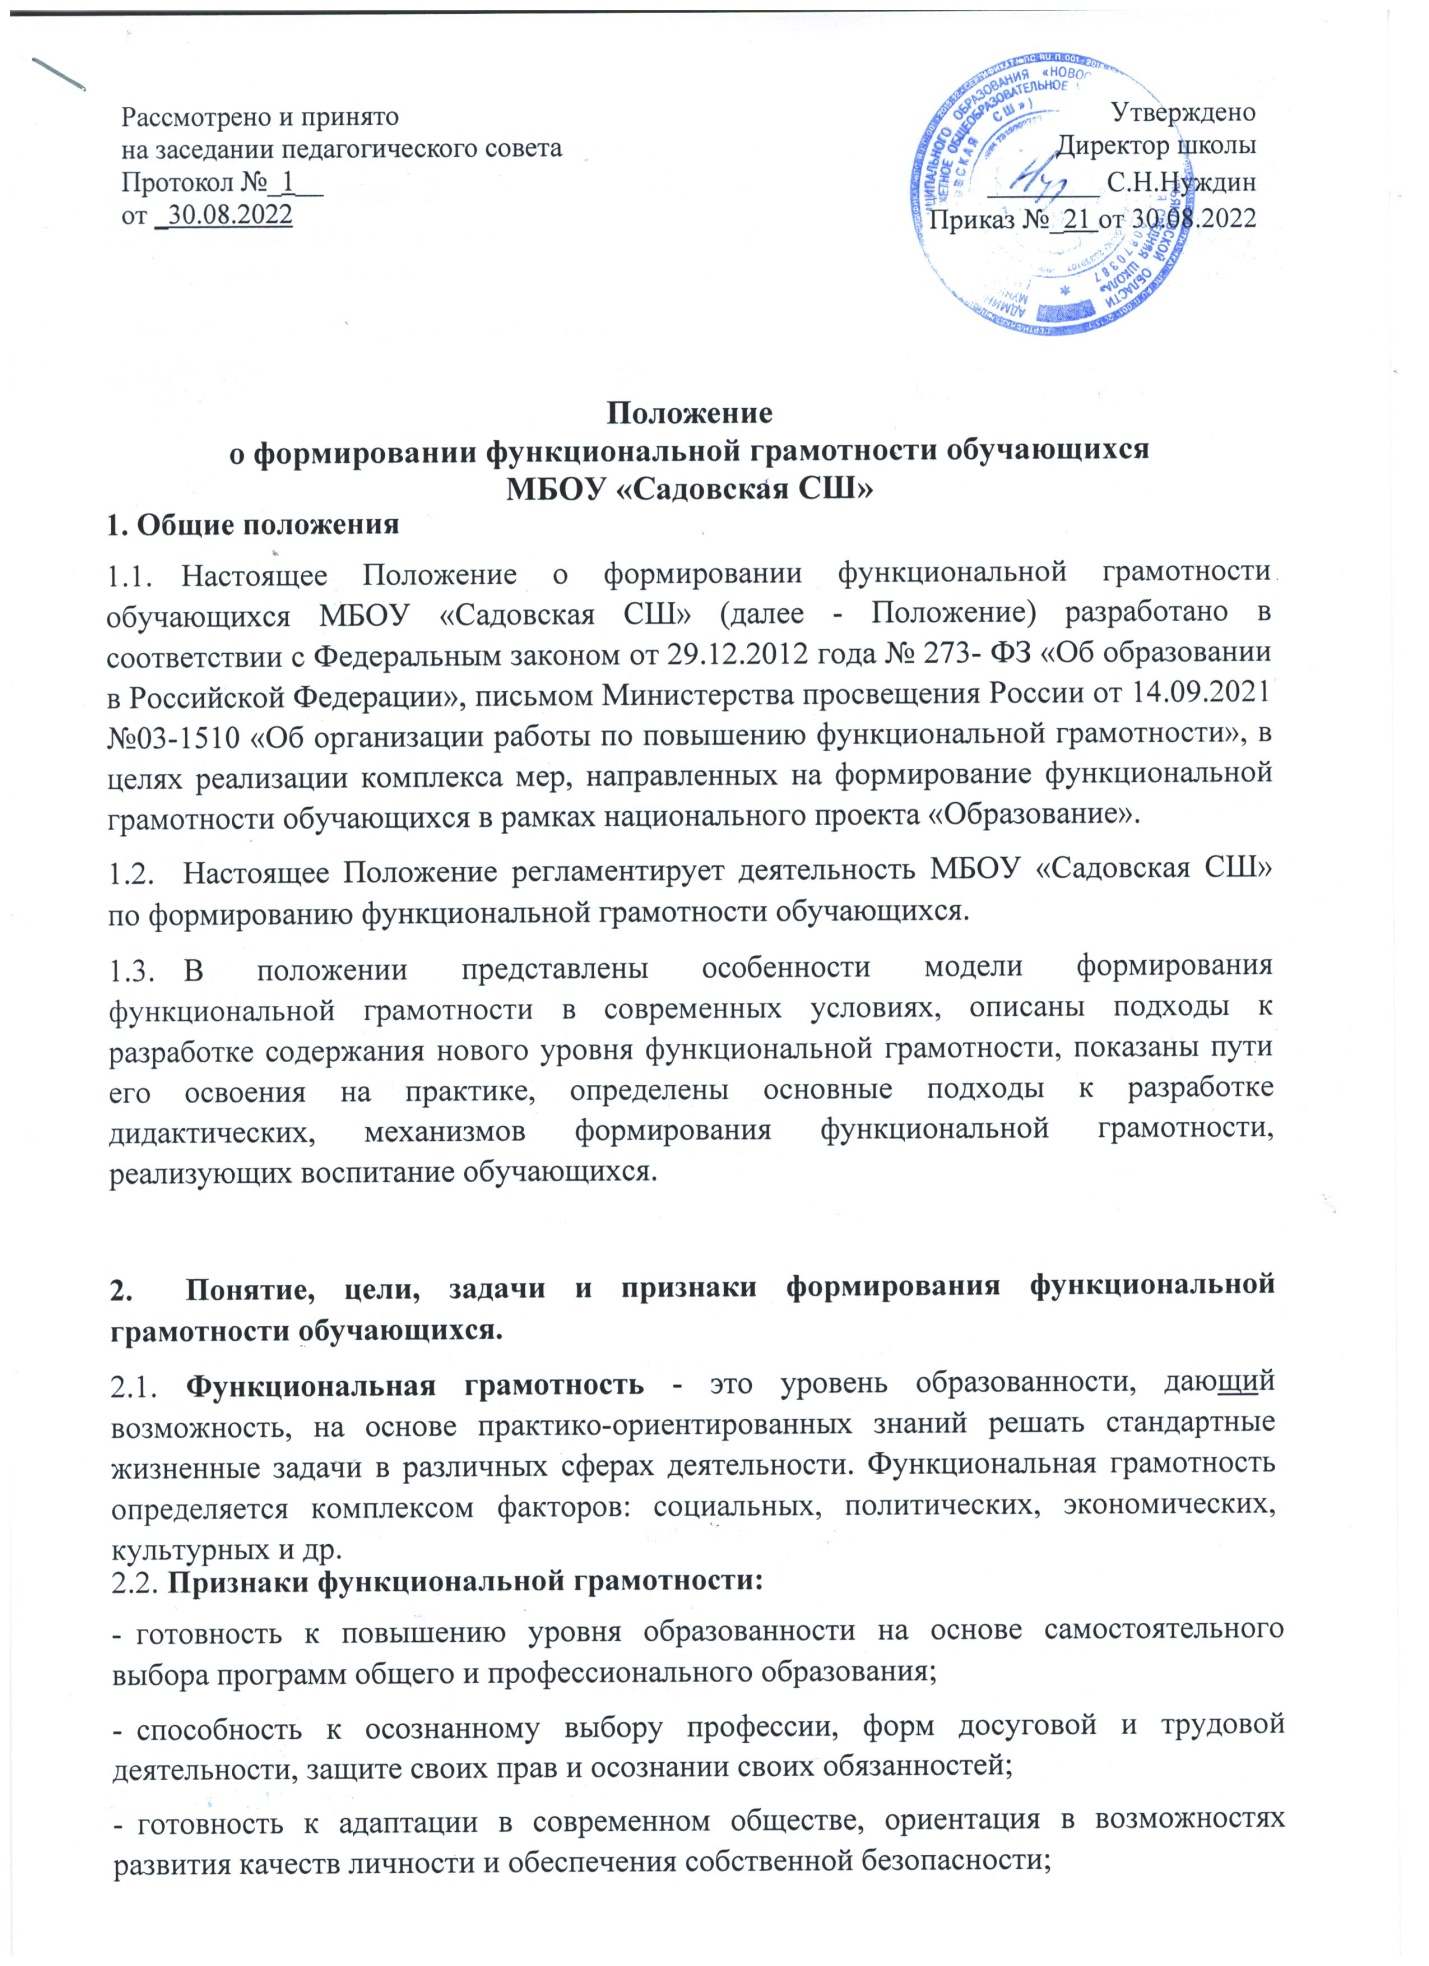 Рассмотрено и принято
на заседании педагогического совета
Протокол №_1__
от _30.08.2022
Утверждено
Директор школы
________ С.Н.Нуждин
Приказ №_21 от 30.08.2022
Положение
о формировании функциональной грамотности обучающихся
МБОУ «Садовская СШ»
1. Общие положения
1.1. Настоящее Положение о формировании функциональной грамотности
обучающихся МБОУ «Садовская СШ» (далее - Положение) разработано в
соответствии с Федеральным законом от 29.12.2012 года № 273- ФЗ «Об образовании
в Российской Федерации», письмом Министерства просвещения России от 14.09.2021
№03-1510 «Об организации работы по повышению функциональной грамотности», в
целях реализации комплекса мер, направленных на формирование функциональной
грамотности обучающихся в рамках национального проекта «Образование».
1.2. Настоящее Положение регламентирует деятельность МБОУ «Садовская СШ»
по формированию функциональной грамотности обучающихся.
1.3. В положении представлены особенности модели формирования
функциональной грамотности в современных условиях, описаны подходы к
разработке содержания нового уровня функциональной грамотности, показаны пути
его освоения на практике, определены основные подходы к разработке
дидактических, механизмов формирования функциональной грамотности,
реализующих воспитание обучающихся.
2. Понятие, цели, задачи и признаки формирования функциональной
грамотности обучающихся.
2.1. Функциональная грамотность - это уровень образованности, дающий
возможность, на основе практико-ориентированных знаний решать стандартные
жизненные задачи в различных сферах деятельности. Функциональная грамотность
определяется комплексом факторов: социальных, политических, экономических,
культурных и др.
2.2. Признаки функциональной грамотности:
- готовность к повышению уровня образованности на основе самостоятельного
выбора программ общего и профессионального образования;
- способность к осознанному выбору профессии, форм досуговой и трудовой
деятельности, защите своих прав и осознании своих обязанностей;
- готовность к адаптации в современном обществе, ориентация в возможностях
развития качеств личности и обеспечения собственной безопасности;